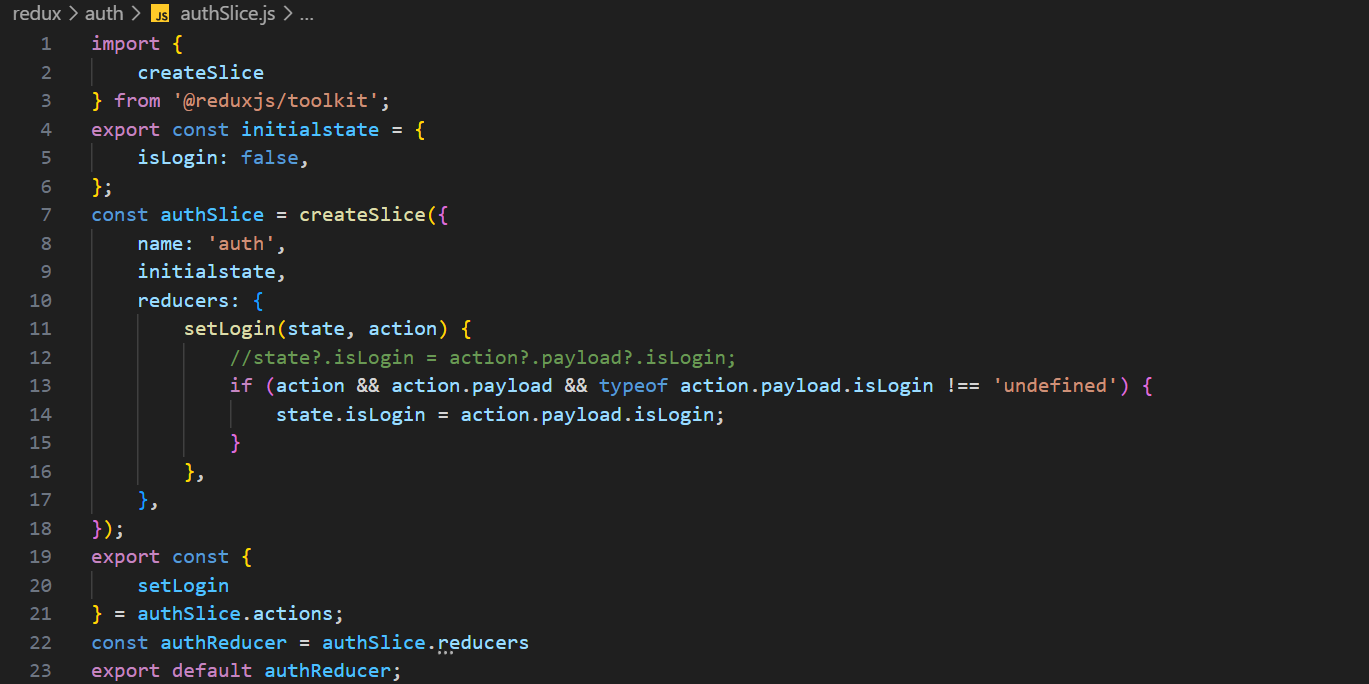 redux > auth > JS authSlice.js > ...
1 import {
2     createSlice
3 } from '@reduxjs/toolkit';
4 export const initialstate = {
5     isLogin: false,
6 };
7 const authSlice = createSlice({
8     name: 'auth',
9     initialstate,
10     reducers: {
11         setLogin(state, action) {
12             //state?.isLogin = action?.payload?.isLogin;
13             if (action && action.payload && typeof action.payload.isLogin !== 'undefined') {
14                 state.isLogin = action.payload.isLogin;
15             }
16         },
17     },
18 });
19 export const {
20     setLogin
21 } = authSlice.actions;
22 const authReducer = authSlice.reducers
23 export default authReducer;